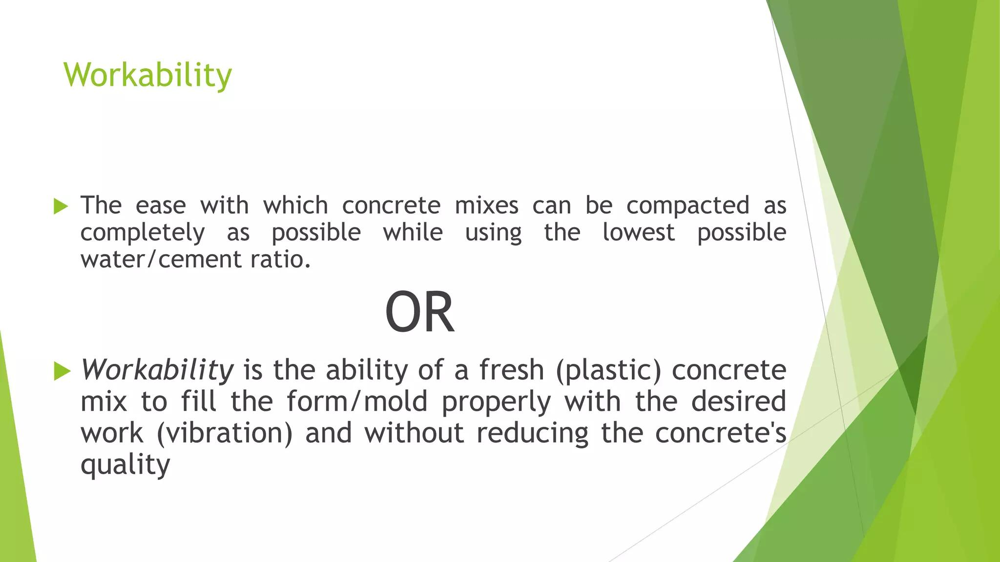 Workability
The ease with which concrete mixes can be compacted as
completely as possible while using the lowest possible
water/cement ratio.
OR
Workability is the ability of a fresh (plastic) concrete
mix to fill the form/mold properly with the desired
work (vibration) and without reducing the concrete's
quality